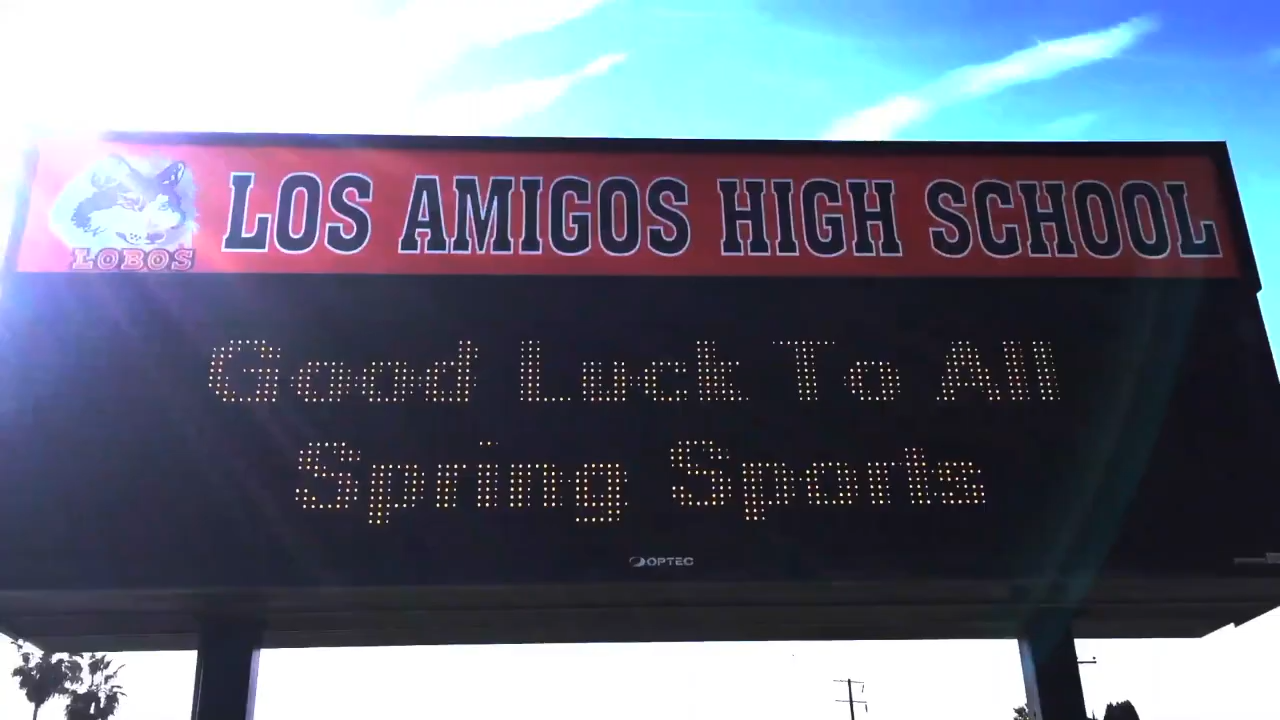 LOS AMIGOS HIGH SCHOOL
LOBOS
Good Luck To All
Spring Sports
OPTEC